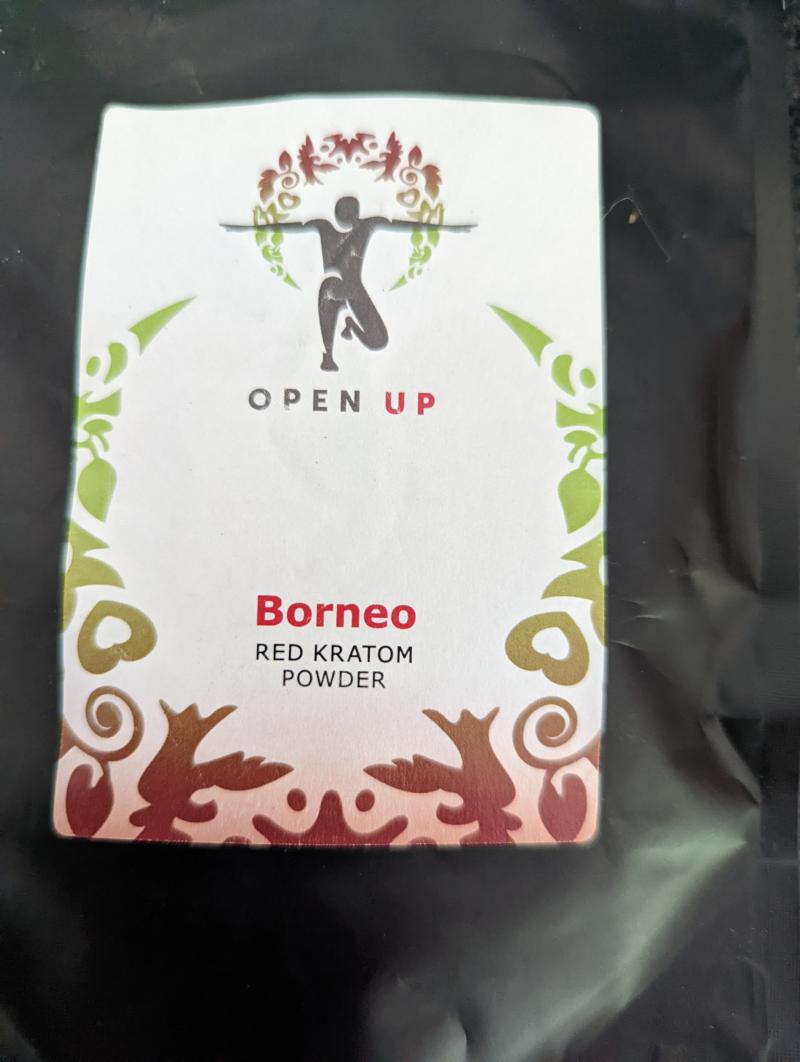 OPEN UP
Borneo
RED KRATOM
POWDER